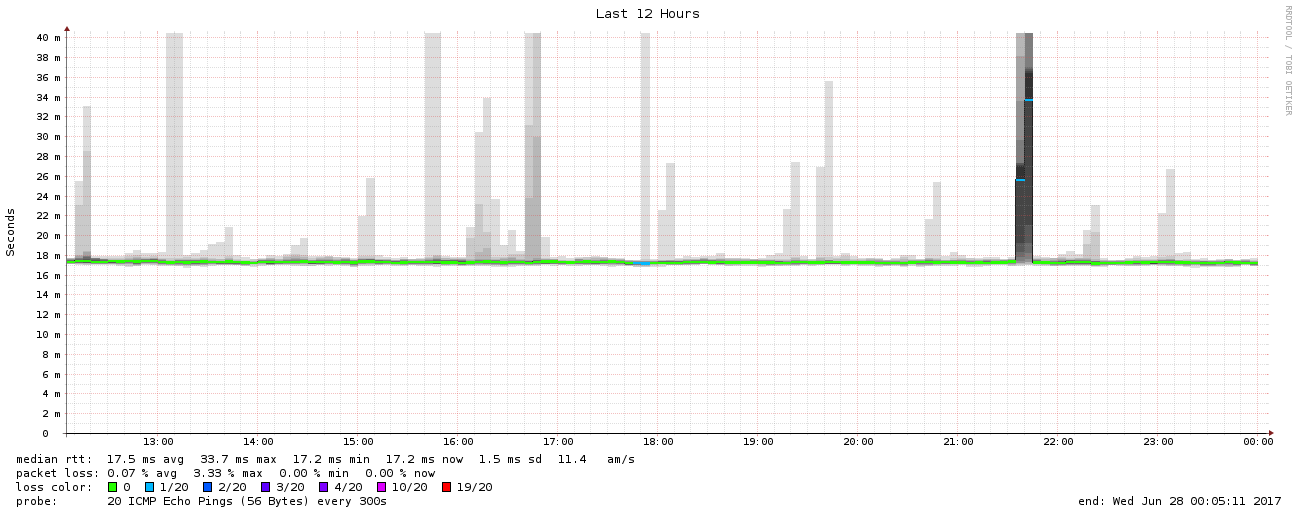 Last 12 Hours
RRDTOOL / TOBI OETIKER
Seconds
40 m
38 m
36 m
34 m
32 m
30 m
28 m
26 m
24 m
22 m
20 m
18 m
16 m
14 m
12 m
10 m
8 m
6 m
4 m
2 m
0
13:00 14:00 15:00 16:00 17:00 18:00 19:00 20:00 21:00 22:00 23:00 00:00
median rtt: 17.5 ms avg 33.7 ms max 17.2 ms min 17.2 ms now 1.5 ms sd 11.4 am/s
packet loss: 0.07 % avg 3.33 % max 0.00 % min 0.00 % now
loss color: 0 1/20 2/20 3/20 4/20 10/20 19/20
probe: 20 ICMP Echo Pings (56 Bytes) every 300s end: Wed Jun 28 00:05:11 2017